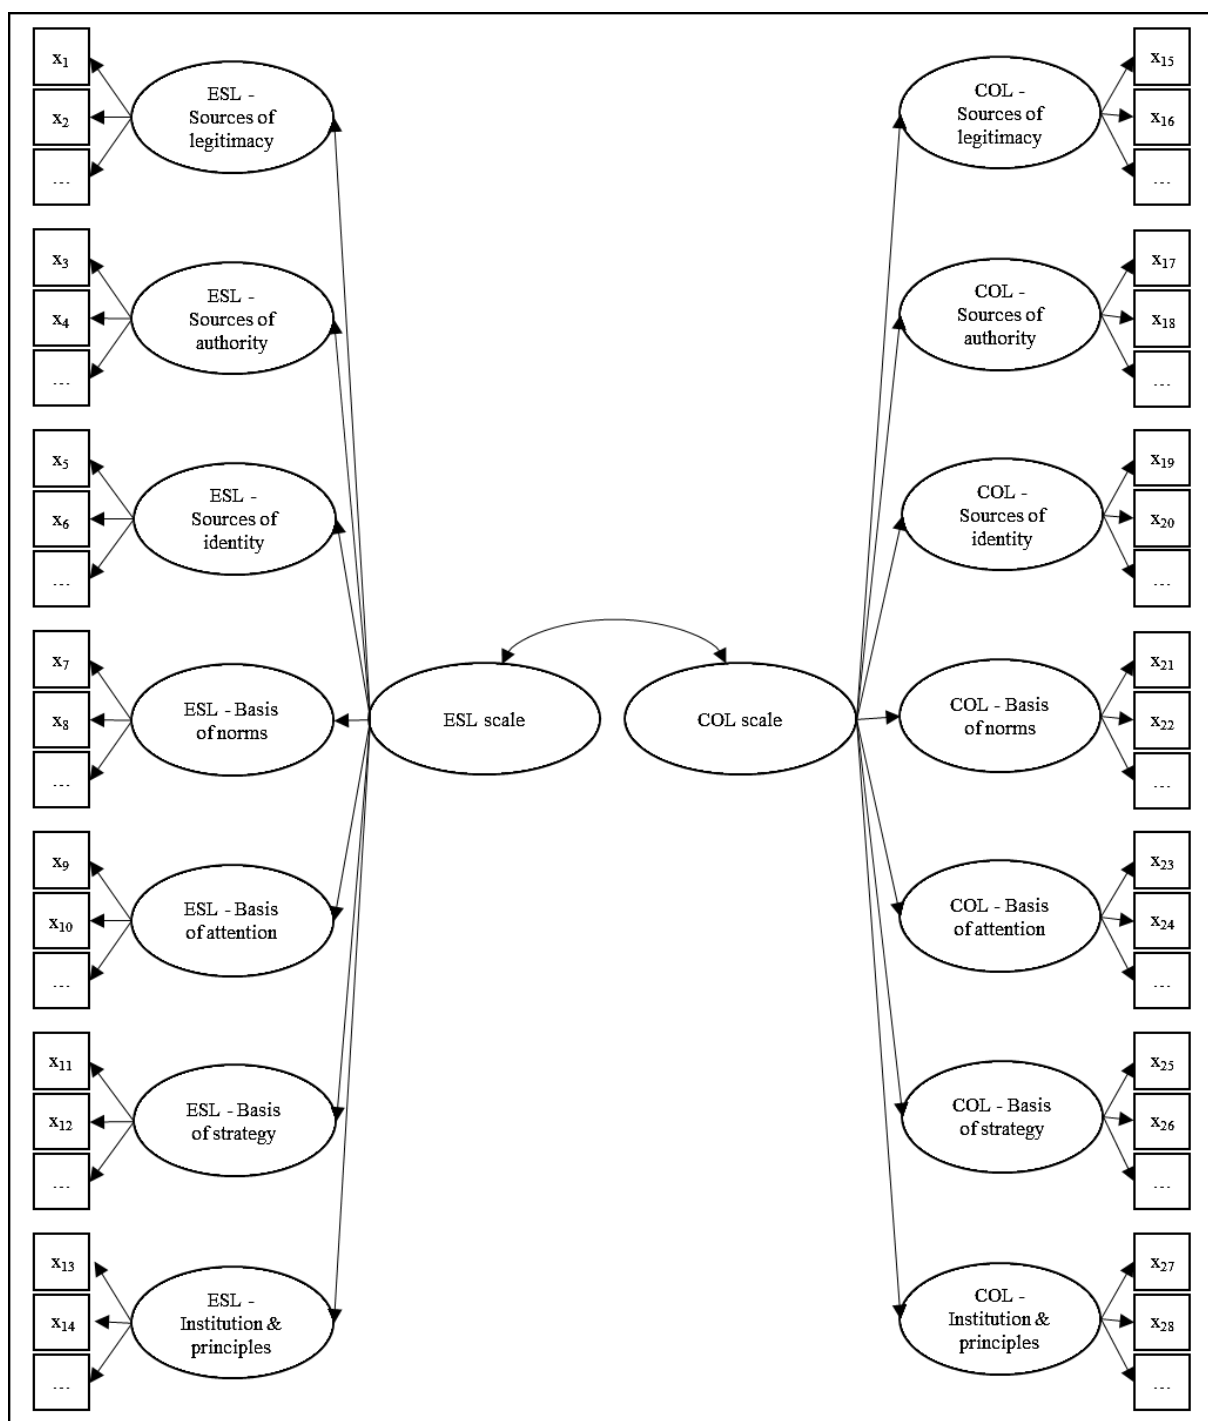 x₁
x₂
...
ESL -
Sources of
legitimacy
COL -
Sources of
legitimacy
x₁₅
x₁₆
...
x₃
x₄
...
ESL -
Sources of
authority
COL -
Sources of
authority
x₁₇
x₁₈
...
x₅
x₆
...
ESL -
Sources of
identity
COL -
Sources of
identity
x₁₉
x₂₀
...
x₇
x₈
...
ESL - Basis
of norms
ESL scale
COL scale
COL - Basis
of norms
x₂₁
x₂₂
...
x₉
x₁₀
...
ESL - Basis
of attention
COL - Basis
of attention
x₂₃
x₂₄
...
x₁₁
x₁₂
...
ESL - Basis
of strategy
COL - Basis
of strategy
x₂₅
x₂₆
...
x₁₃
x₁₄
...
ESL -
Institution &
principles
COL -
Institution &
principles
x₂₇
x₂₈
...